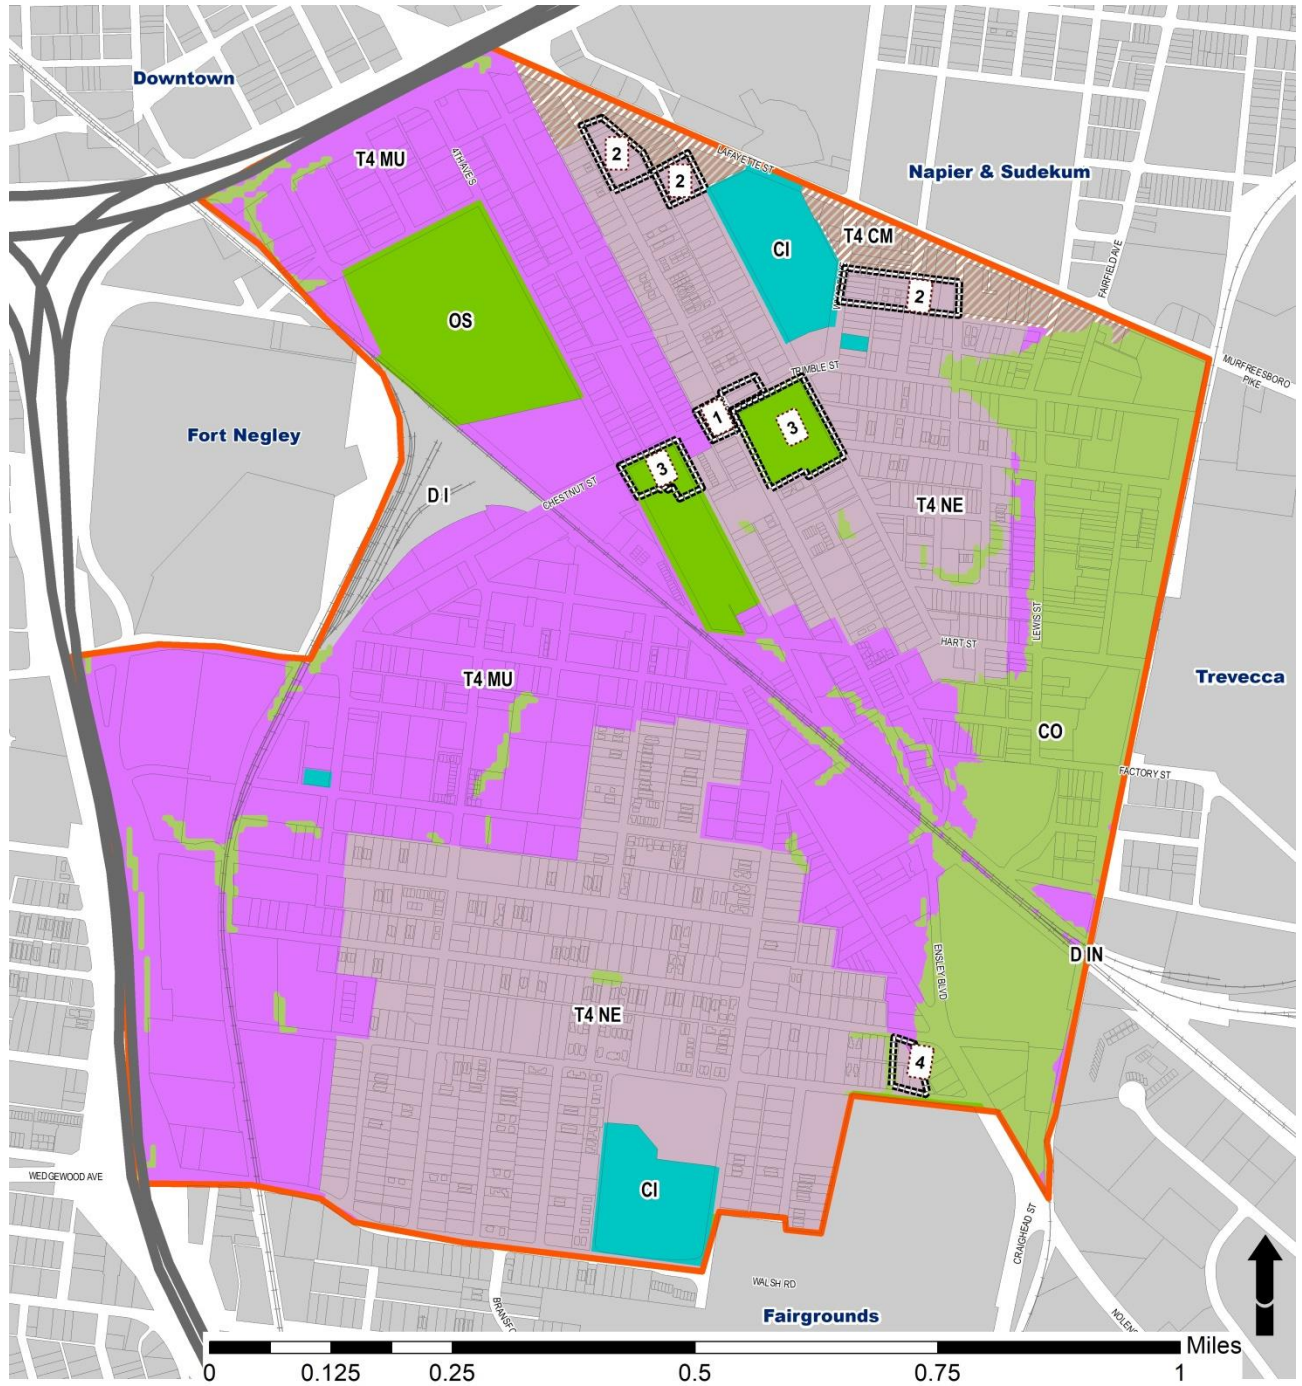 Downtown
T4 MU
4TH AVE S
2
2
LAFAYETTE ST
Napier & Sudekum
CI
T4 CM
FAIRFIELD AVE
2
OS
TRIMBLE ST
MURFREESBORO
PIKE
1
3
Fort Negley
3
D I
CHESTNUT ST
T4 NE
LEWIS ST
HART ST
T4 MU
Trevecca
CO
FACTORY ST
ENSLEY BLVD
D IN
T4 NE
4
WEDGEWOOD AVE
CI
CRAIGHEAD ST
WALSH RD
Fairgrounds
Miles
0
0.125
0.25
0.5
0.75
1